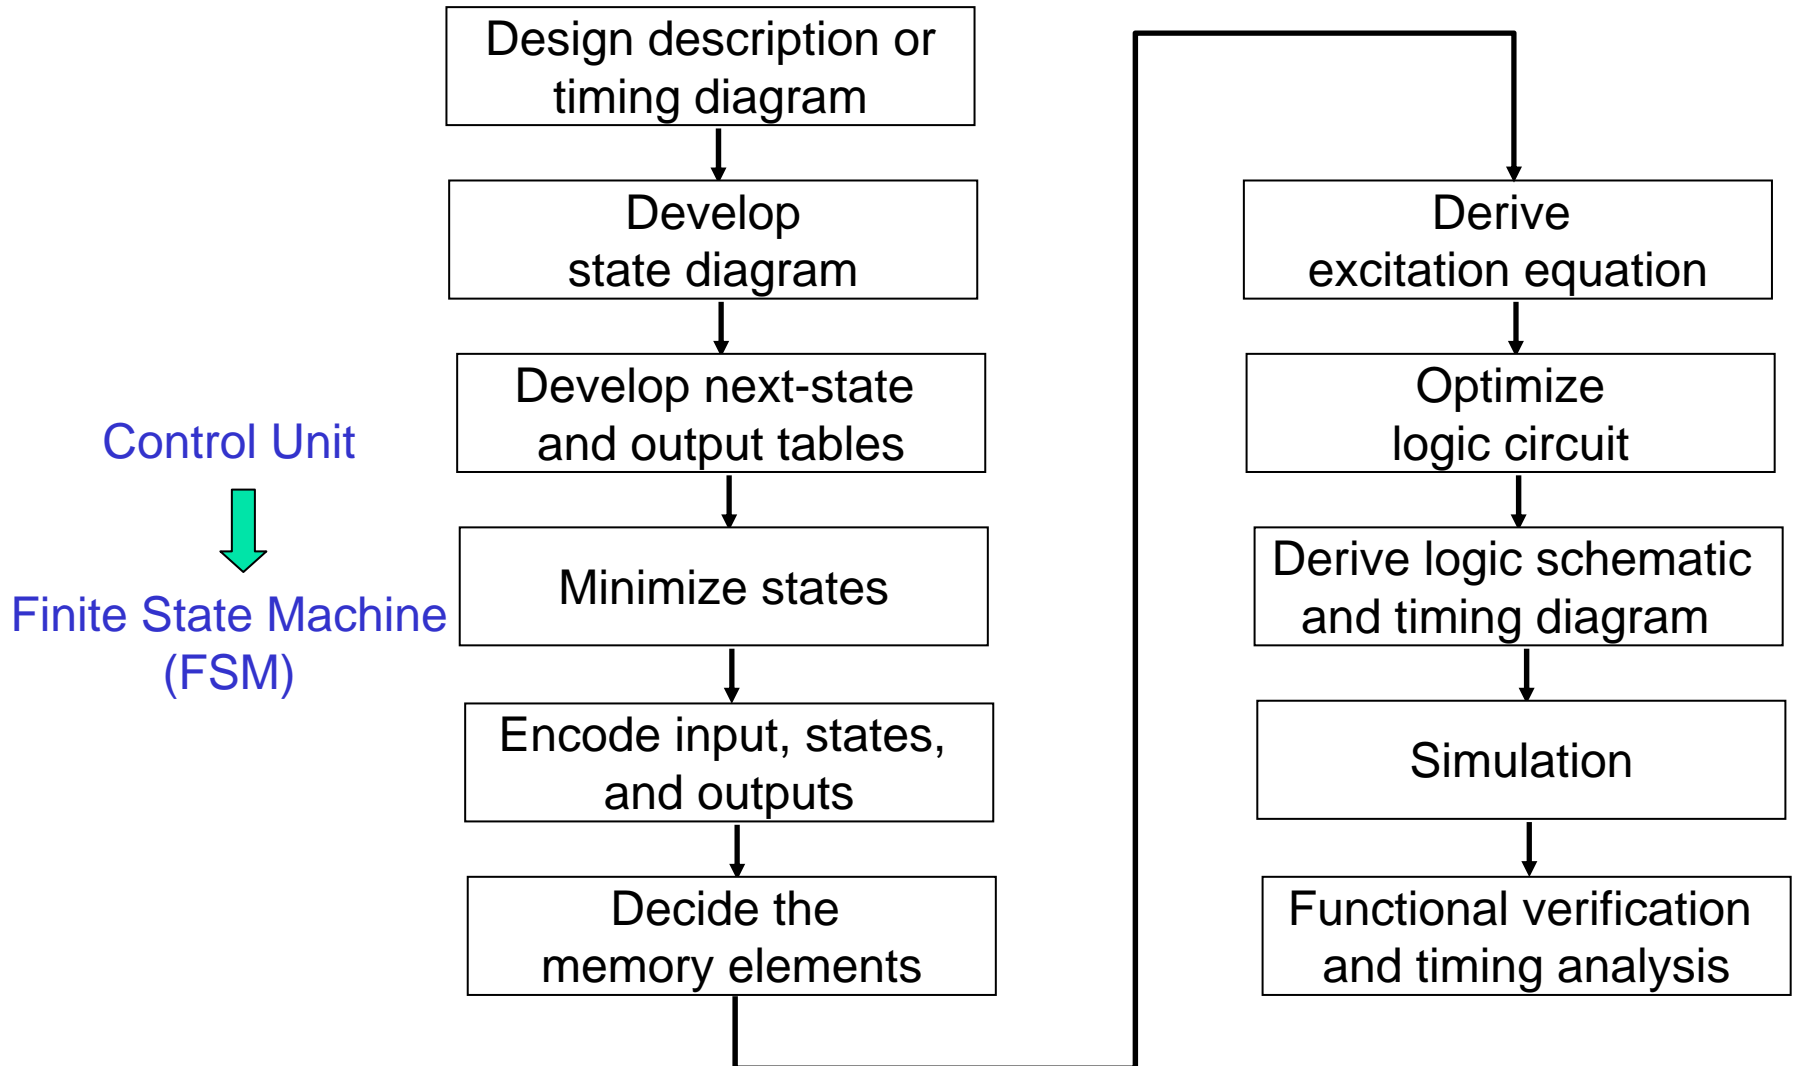 Design description or
timing diagram
Develop
state diagram
Develop next-state
and output tables
Minimize states
Encode input, states,
and outputs
Decide the
memory elements
Control Unit
Finite State Machine
(FSM)
Derive
excitation equation
Optimize
logic circuit
Derive logic schematic
and timing diagram
Simulation
Functional verification
and timing analysis